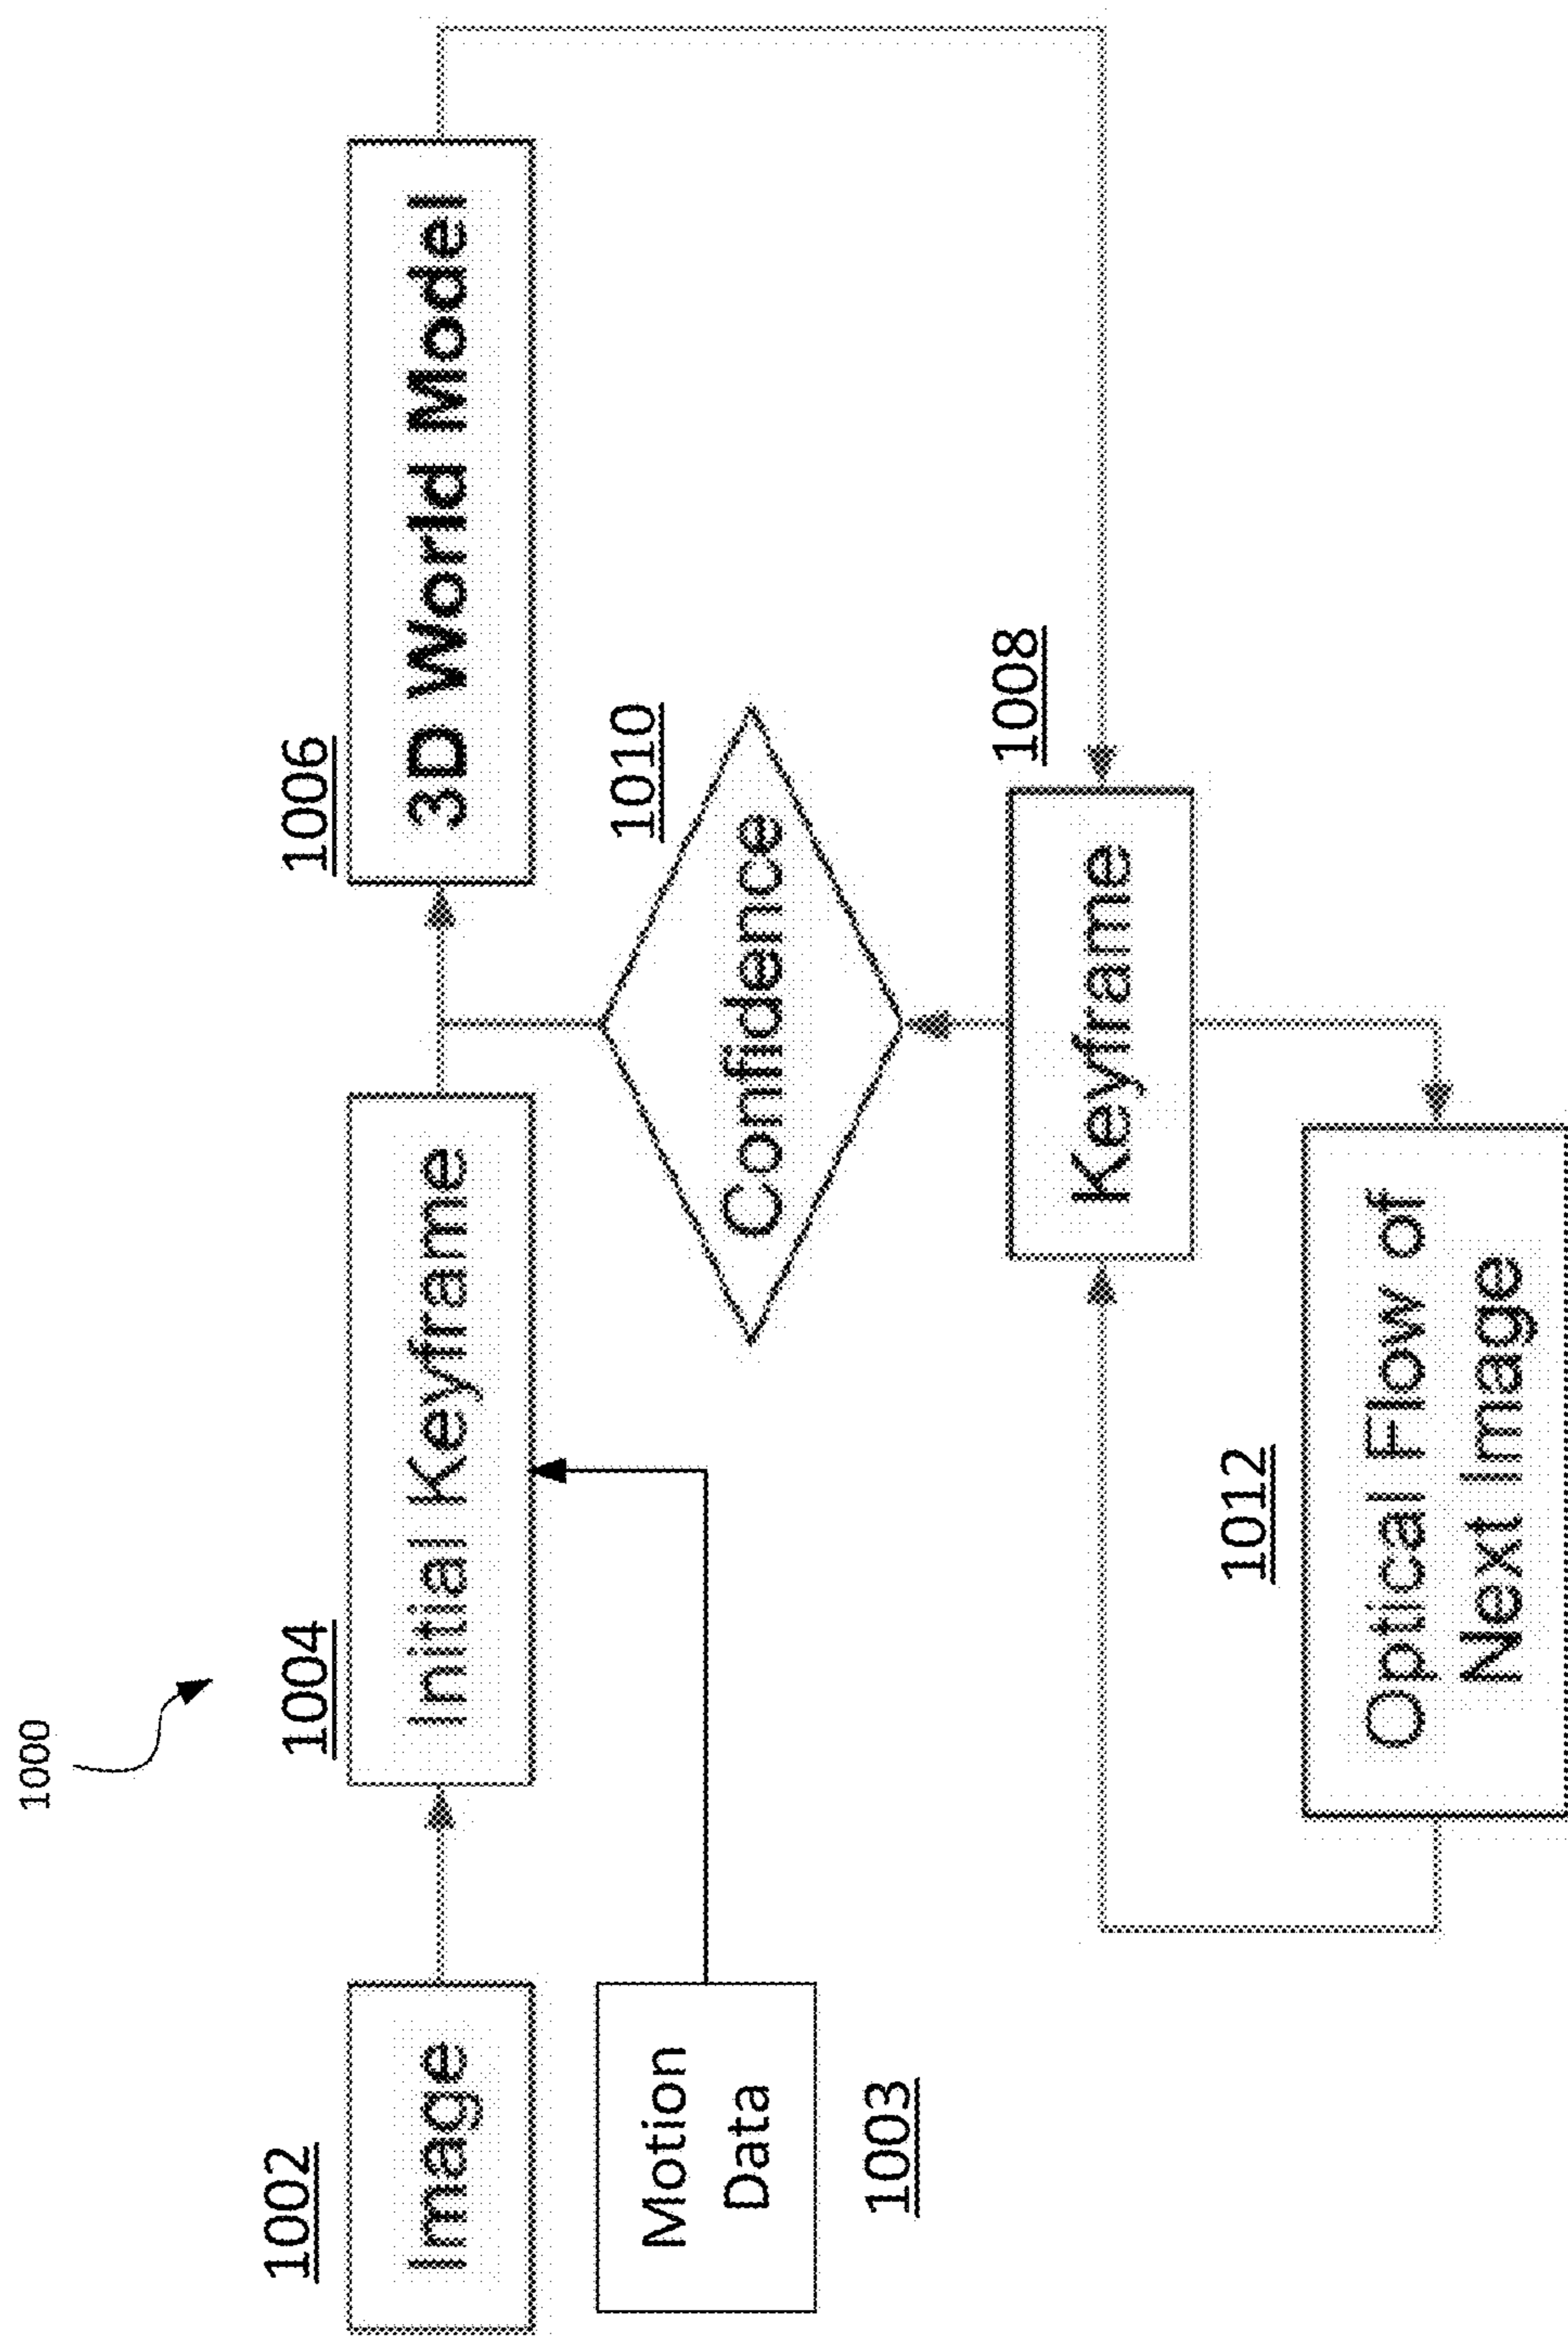 1000
1002
Image
Motion
Data
1003
1004
Initial Keyframe
1006
3D World Model
1010
Confidence
1008
Keyframe
1012
Optical Flow of
Next Image